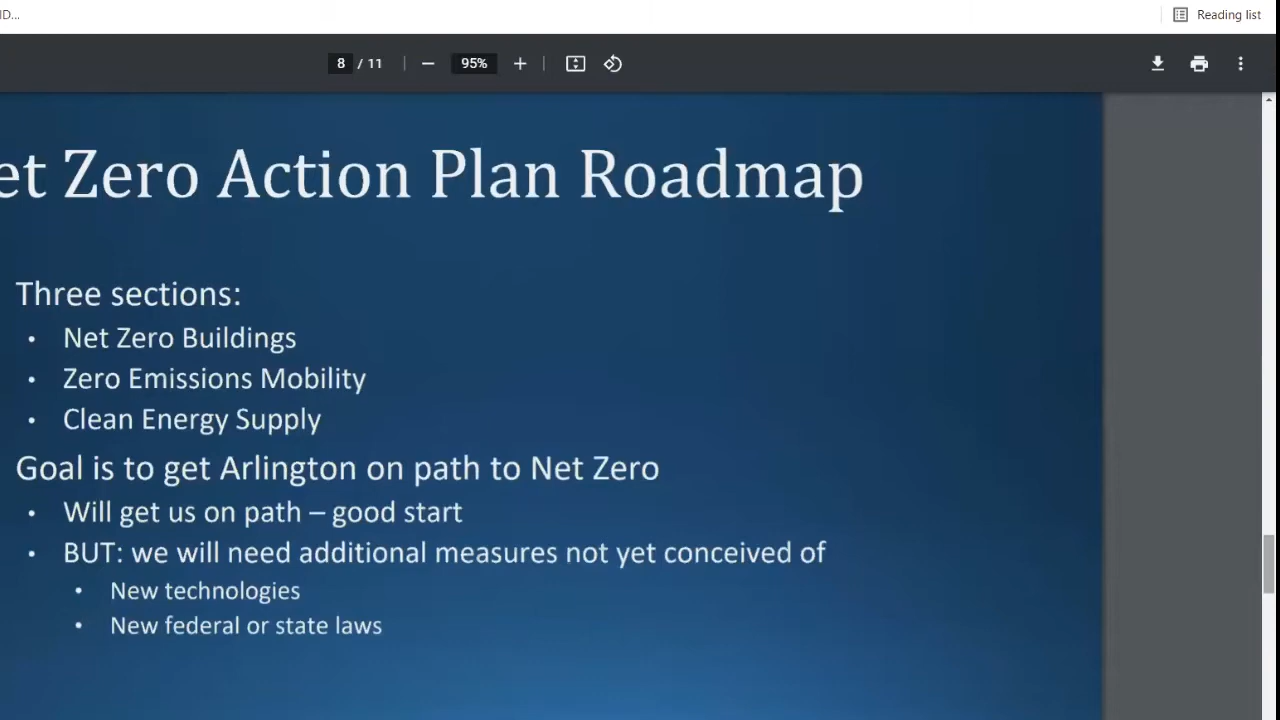 ID...
Reading list
8 / 11
95%
et Zero Action Plan Roadmap
Three sections:
• Net Zero Buildings
• Zero Emissions Mobility
• Clean Energy Supply
Goal is to get Arlington on path to Net Zero
• Will get us on path – good start
• BUT: we will need additional measures not yet conceived of
• New technologies
• New federal or state laws